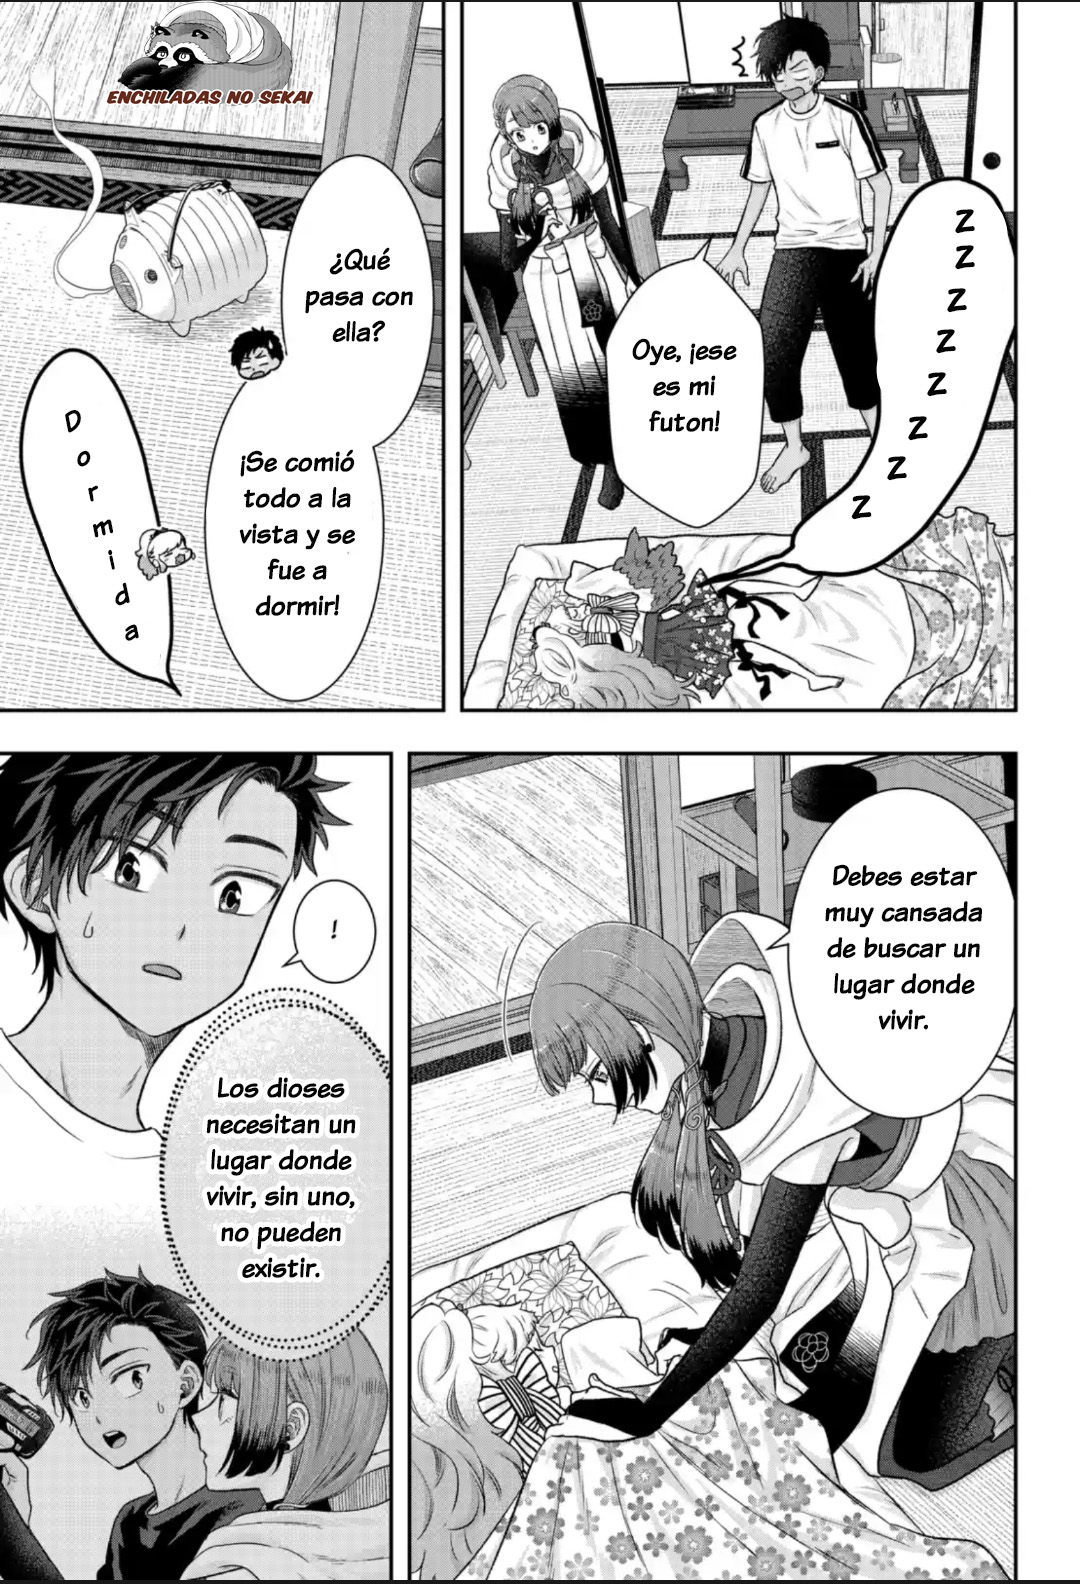 ENCHILADAS NO SEKAI
Oye, ¡ese
es mi
futon!
Z
Z
Z
Z
Z
Z
Z
Z
¿Qué
pasa con
ella?
¡Se comió
todo a la
vista y se
fue a
dormir!
D
o
r
m
i
d
a
Debes estar
muy cansada
de buscar un
lugar donde
vivir.
!
Los dioses
necesitan un
lugar donde
vivir, sin uno,
no pueden
existir.